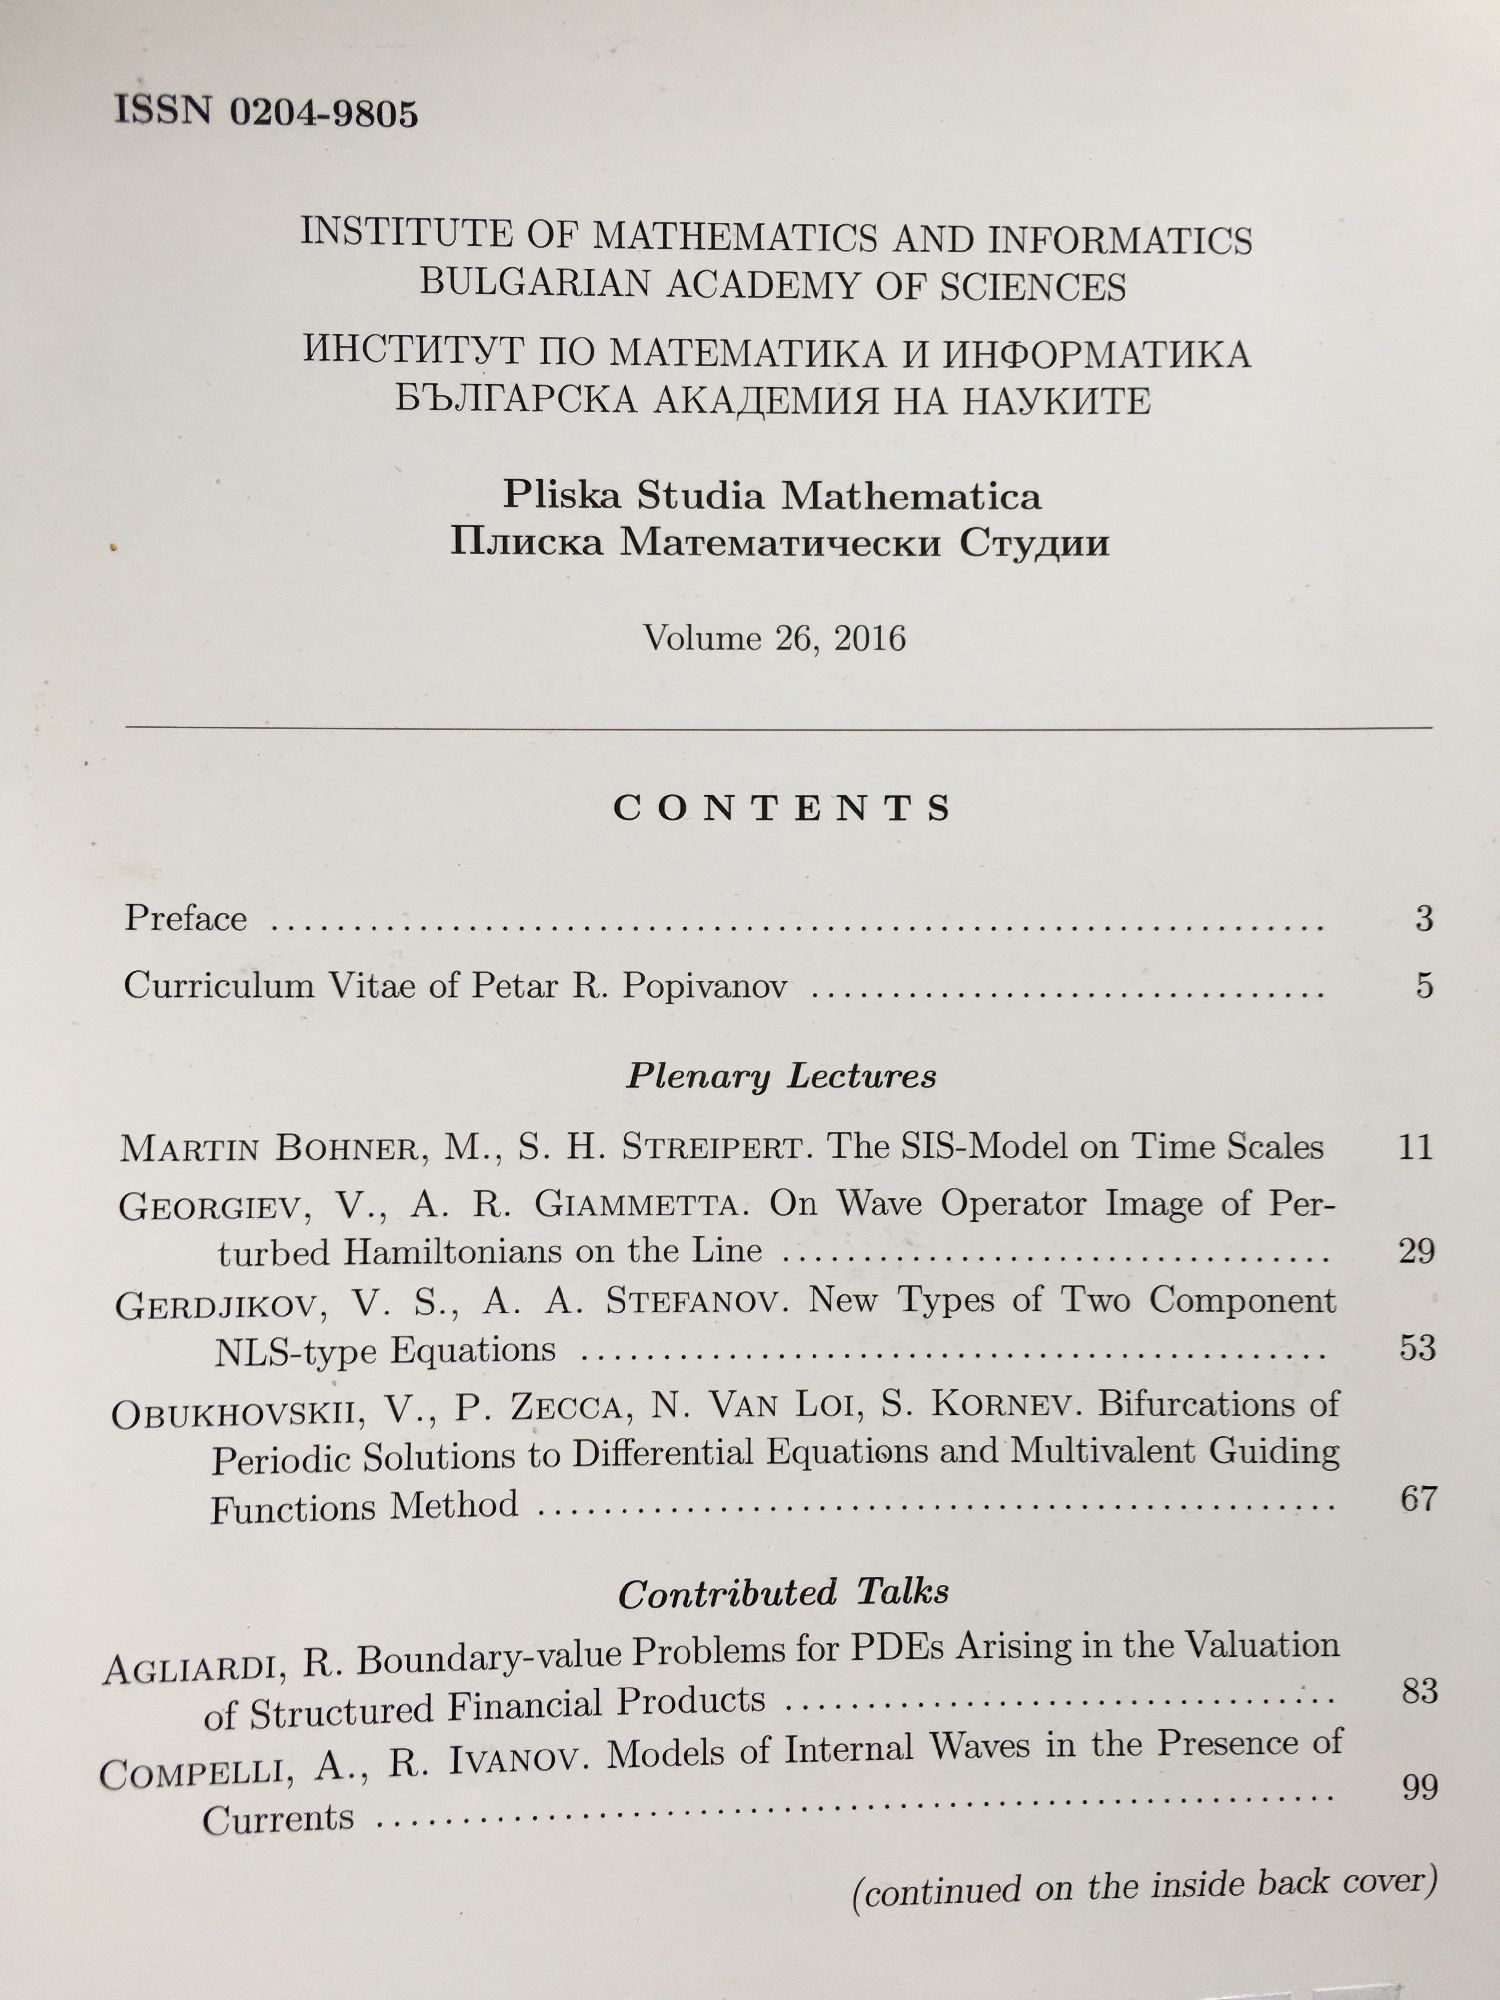 ISSN 0204-9805
INSTITUTE OF MATHEMATICS AND INFORMATICS
BULGARIAN ACADEMY OF SCIENCES
ИНСТИТУТ ПО МАТЕМАТИКА И ИНФОРМАТИКА
БЪЛГАРСКА АКАДЕМИЯ НА НАУКИТЕ
Pliska Studia Mathematica
Плиска Математически Студии
Volume 26, 2016
CONTENTS
Preface ........................................................... 3
Curriculum Vitae of Petar R. Popivanov ................................ 5
Plenary Lectures
MARTIN BOHNER, M., S. H. STREIPERT. The SIS-Model on Time Scales 11
GEORGIEV, V., A. R. GIAMMETTA. On Wave Operator Image of Per-
turbed Hamiltonians on the Line .................................. 29
GERDJIKOV, V. S., A. A. STEFANOV. New Types of Two Component
NLS-type Equations .............................................. 53
OBUKHOVSKII, V., P. ZECCA, N. VAN LOI, S. KORNEV. Bifurcations of
Periodic Solutions to Differential Equations and Multivalent Guiding
Functions Method ................................................ 67
Contributed Talks
AGLIARDI, R. Boundary-value Problems for PDEs Arising in the Valuation
of Structured Financial Products .................................. 83
COMPELLI, A., R. IVANOV. Models of Internal Waves in the Presence of
Currents ......................................................... 99
(continued on the inside back cover)